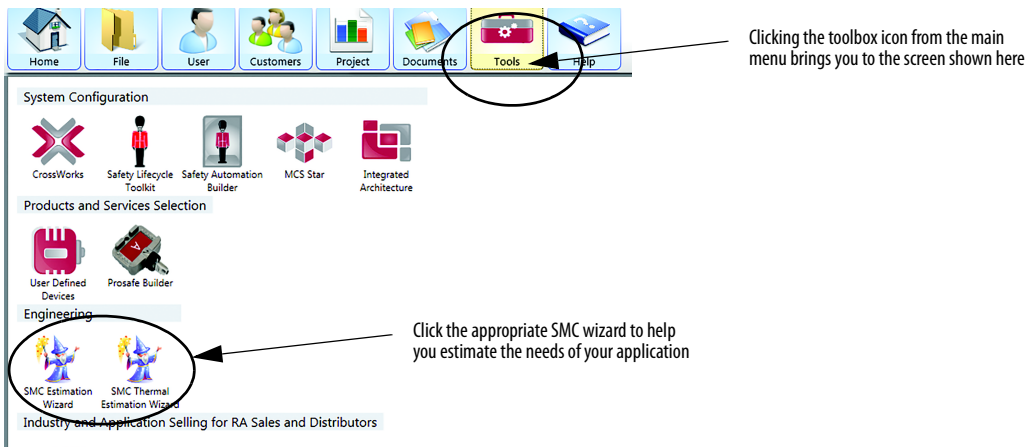 Home
File
User
Customers
Project
Documents
Tools
Help
Clicking the toolbox icon from the main
menu brings you to the screen shown here
System Configuration
CrossWorks
Safety Lifecycle
Toolkit
Safety Automation
Builder
MCS Star
Integrated
Architecture
Products and Services Selection
User Defined
Devices
A
Prosafe Builder
Engineering
Click the appropriate SMC wizard to help
you estimate the needs of your application
SMC Estimation
Wizard
SMC Thermal
Estimation Wizard
Industry and Application Selling for RA Sales and Distributors